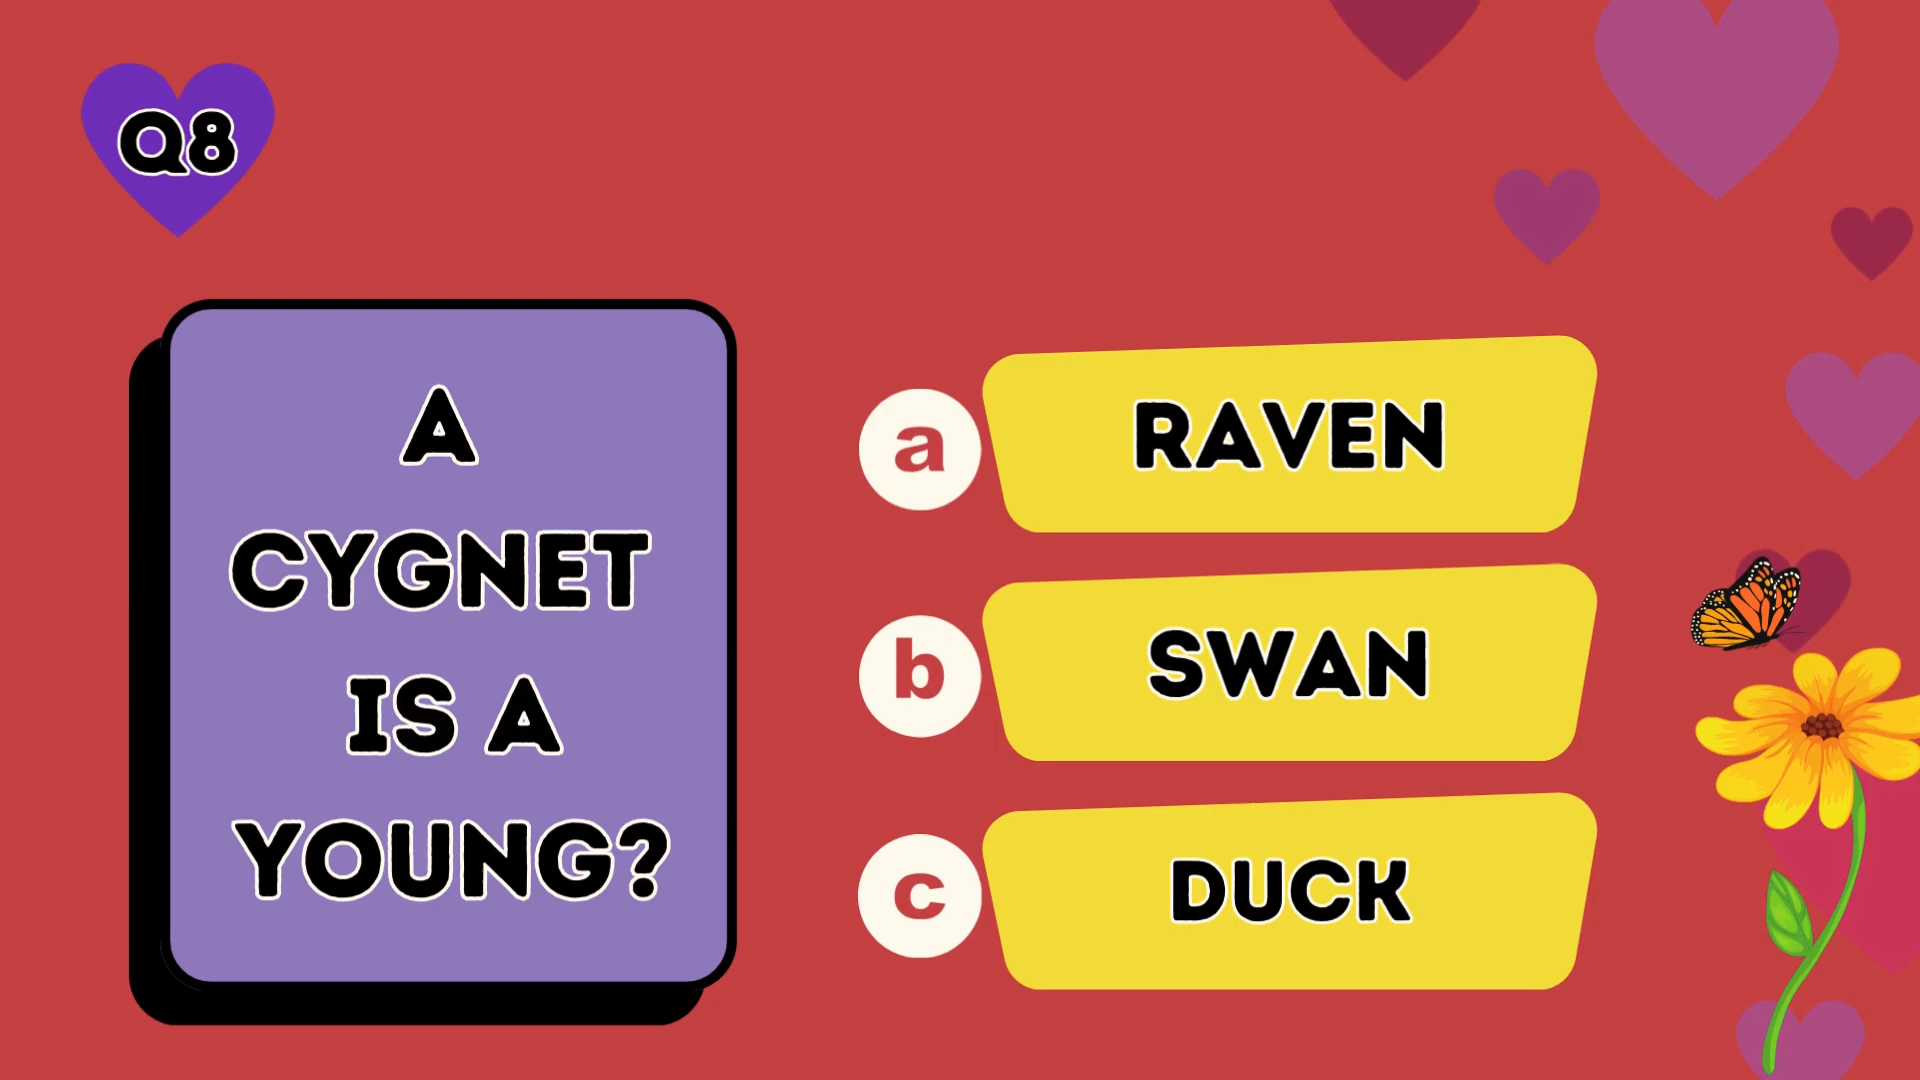 Q8
A
CYGNET
IS A
YOUNG?
a RAVEN
b SWAN
c DUCK